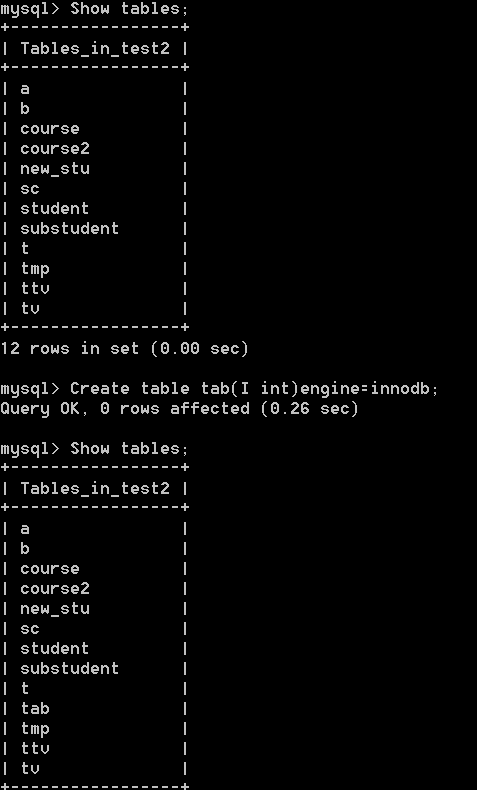 mysql> Show tables;
+-----------------+
| Tables_in_test2 |
+-----------------+
| a               |
| b               |
| course          |
| course2         |
| new_stu         |
| sc              |
| student         |
| substudent      |
| t               |
| tmp             |
| ttv             |
| tv              |
+-----------------+
12 rows in set (0.00 sec)
mysql> Create table tab(I int)engine=innodb;
Query OK, 0 rows affected (0.26 sec)
mysql> Show tables;
+-----------------+
| Tables_in_test2 |
+-----------------+
| a               |
| b               |
| course          |
| course2         |
| new_stu         |
| sc              |
| student         |
| substudent      |
| t               |
| tab             |
| tmp             |
| ttv             |
| tv              |
+-----------------+